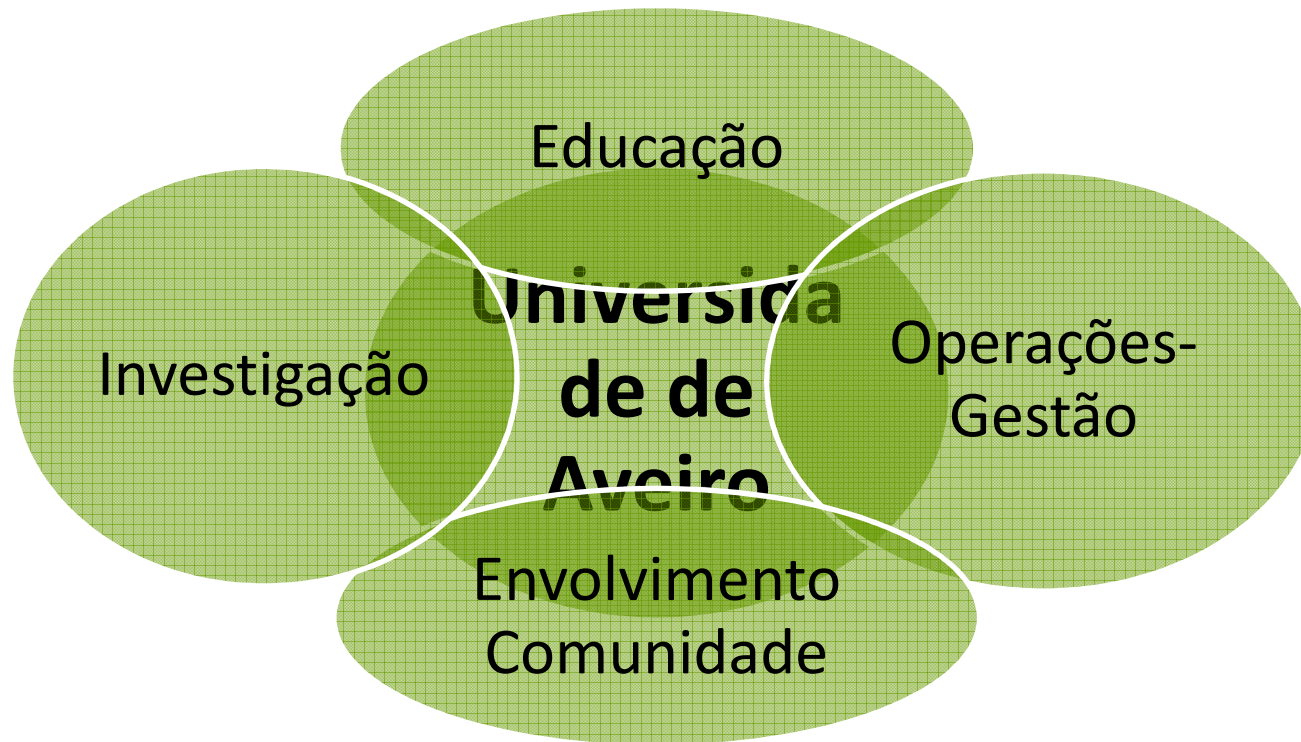 Educação
Investigação
Universida
de de
Aveiro
Operações-
Gestão
Envolvimento
Comunidade